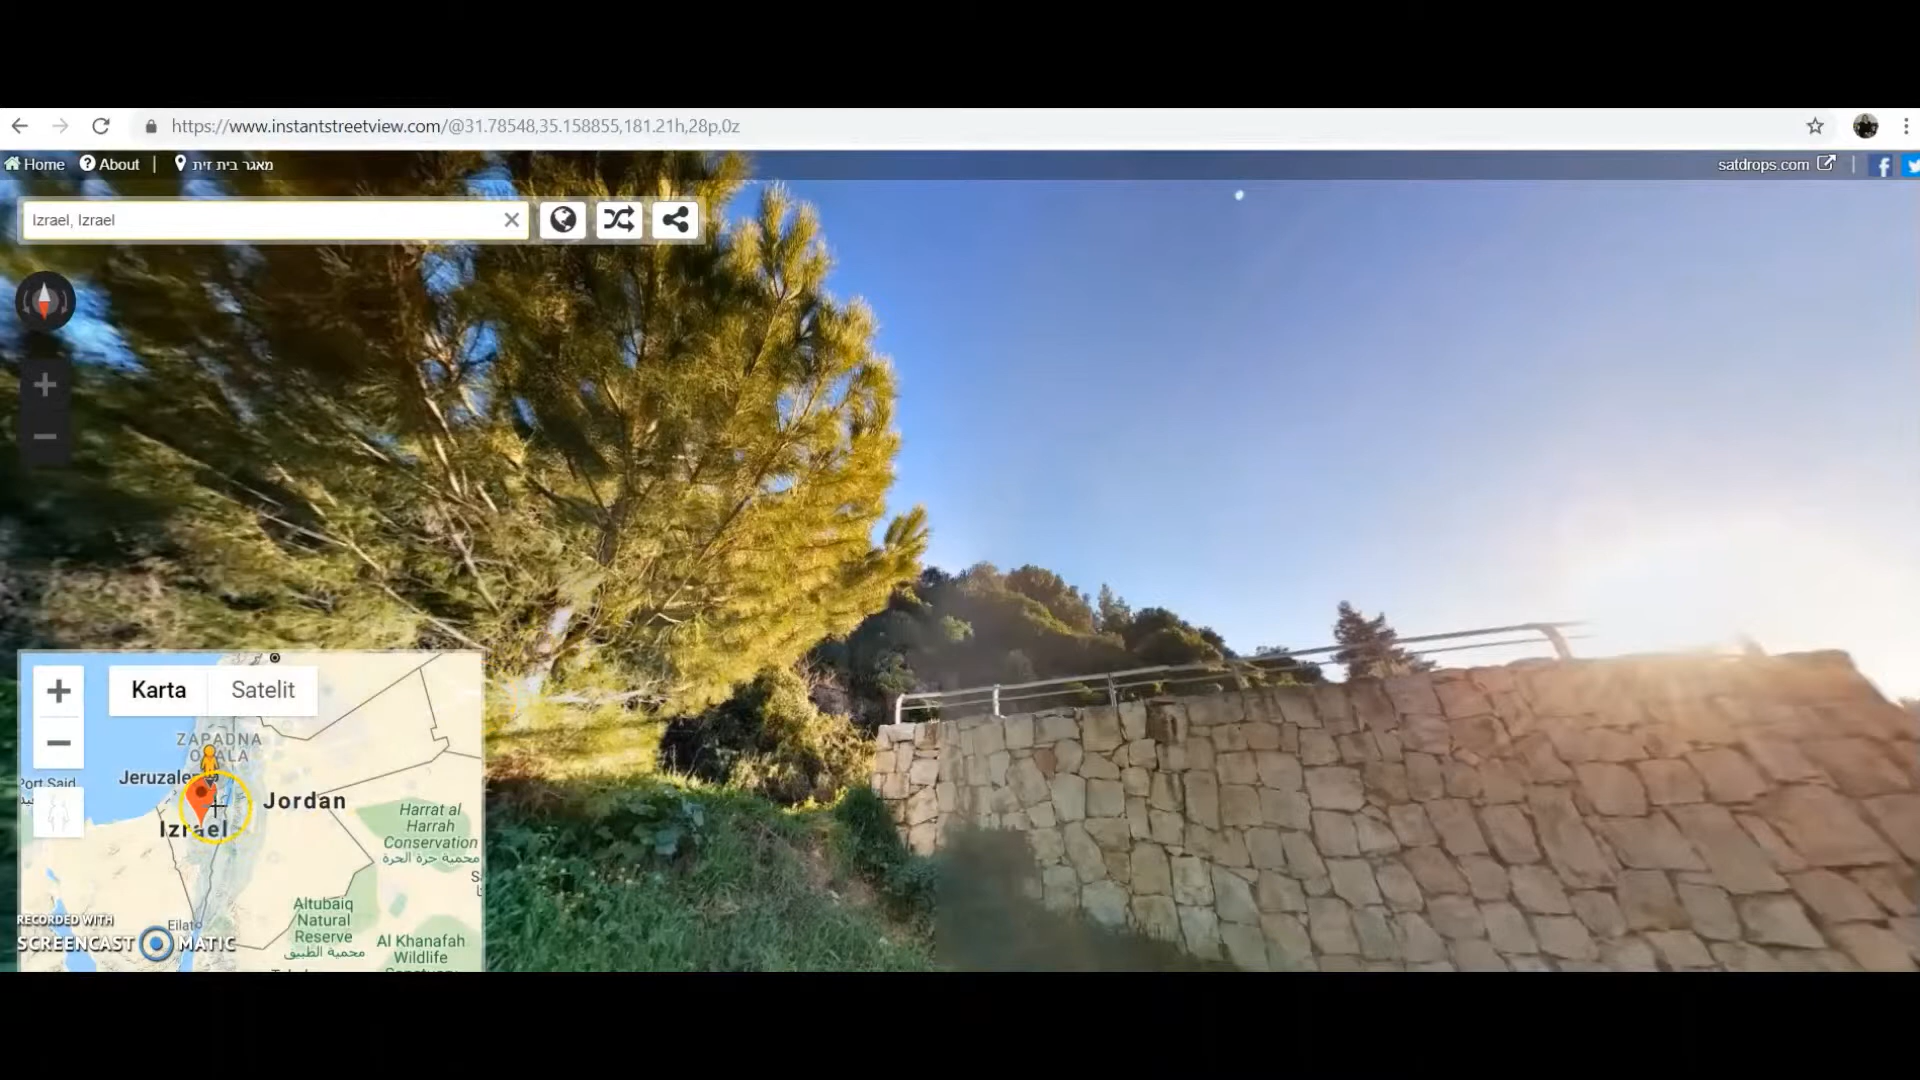 https://www.instantstreetview.com/@31.78548,35.158855,181.21h,28p,0z
Home About | מאגר בית זית
satdrops.com
Izrael, Izrael
Karta Satelit
ZAPADNA
Port Said
Jordan
Izrael
Harrat al
Harrah
Conservation
محمية حرة الحرة
Eilat
Altubaiq
Natural
Reserve
محمية الطبيق
Al Khanafah
Wildlife
RECORDED WITH
SCREENCAST MATIC